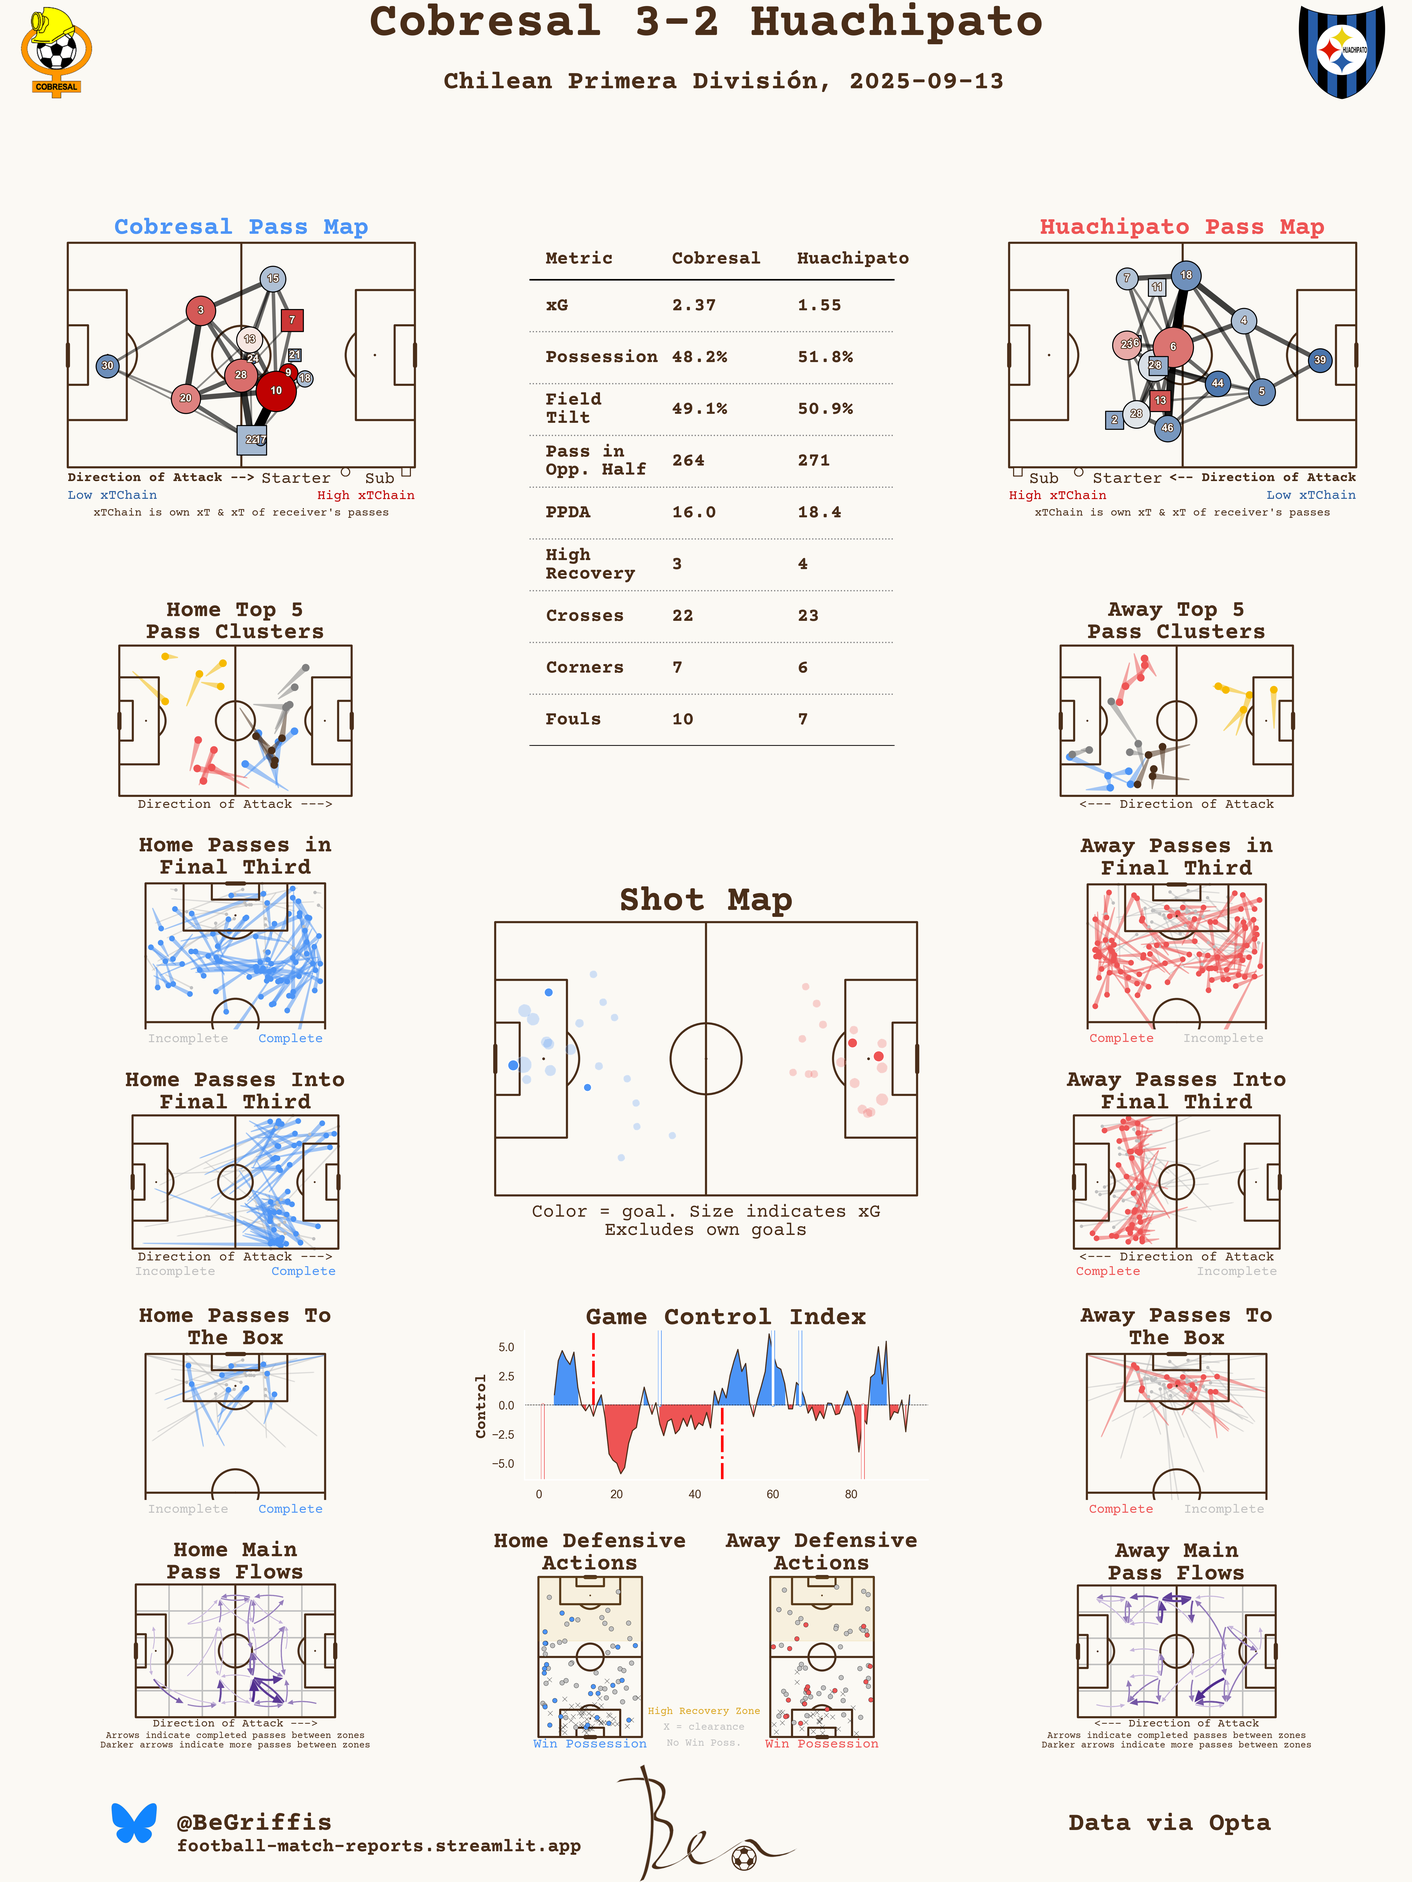 Cobresal 3-2 Huachipato
Chilean Primera División, 2025-09-13
COBRESAL
HUACHIPATO
Cobresal Pass Map
15
3
7
13
24
21
30
28
9
18
10
20
22
17
Direction of Attack --> Starter Sub
Low xTChain High xTChain
xTChain is own xT & xT of receiver's passes
Metric Cobresal Huachipato
xG 2.37 1.55
Possession 48.2% 51.8%
Field
Tilt 49.1% 50.9%
Pass in
Opp. Half 264 271
PPDA 16.0 18.4
High
Recovery 3 4
Crosses 22 23
Corners 7 6
Fouls 10 7
Huachipato Pass Map
7
18
11
4
23
6
39
28
44
5
13
2
28
46
Sub Starter <-- Direction of Attack
High xTChain Low xTChain
xTChain is own xT & xT of receiver's passes
Home Top 5
Pass Clusters
Direction of Attack --->
Away Top 5
Pass Clusters
<--- Direction of Attack
Home Passes in
Final Third
Incomplete Complete
Away Passes in
Final Third
Complete Incomplete
Shot Map
Color = goal. Size indicates xG
Excludes own goals
Home Passes Into
Final Third
Direction of Attack --->
Incomplete Complete
Away Passes Into
Final Third
<--- Direction of Attack
Complete Incomplete
Home Passes To
The Box
Incomplete Complete
Game Control Index
Control
5.0
2.5
0.0
−2.5
−5.0
0 20 40 60 80
Away Passes To
The Box
Complete Incomplete
Home Main
Pass Flows
Direction of Attack --->
Arrows indicate completed passes between zones
Darker arrows indicate more passes between zones
Home Defensive
Actions
Win Possession
High Recovery Zone
X = clearance
No Win Poss.
Away Defensive
Actions
Win Possession
Away Main
Pass Flows
<--- Direction of Attack
Arrows indicate completed passes between zones
Darker arrows indicate more passes between zones
@BeGriffis
football-match-reports.streamlit.app
Ben
Data via Opta